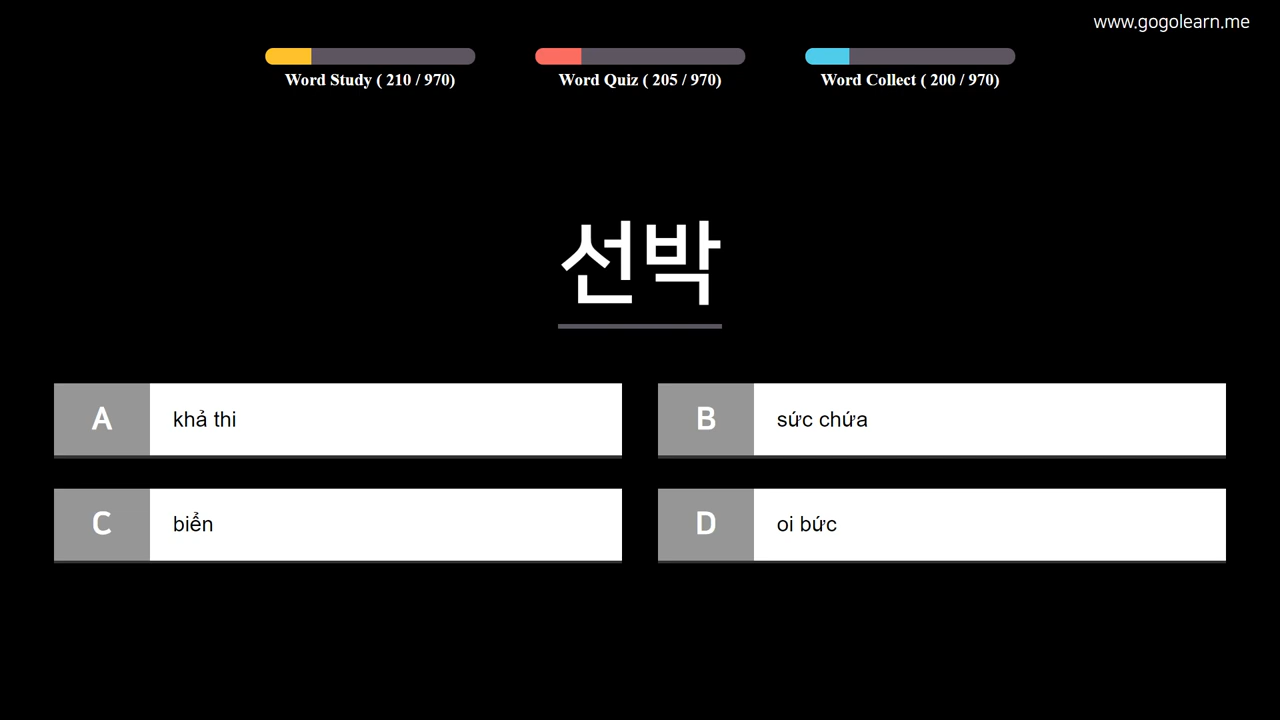 www.gogolearn.me
Word Study ( 210 / 970)
Word Quiz ( 205 / 970)
Word Collect ( 200 / 970)
선박
A khả thi
B sức chứa
C biển
D oi bức